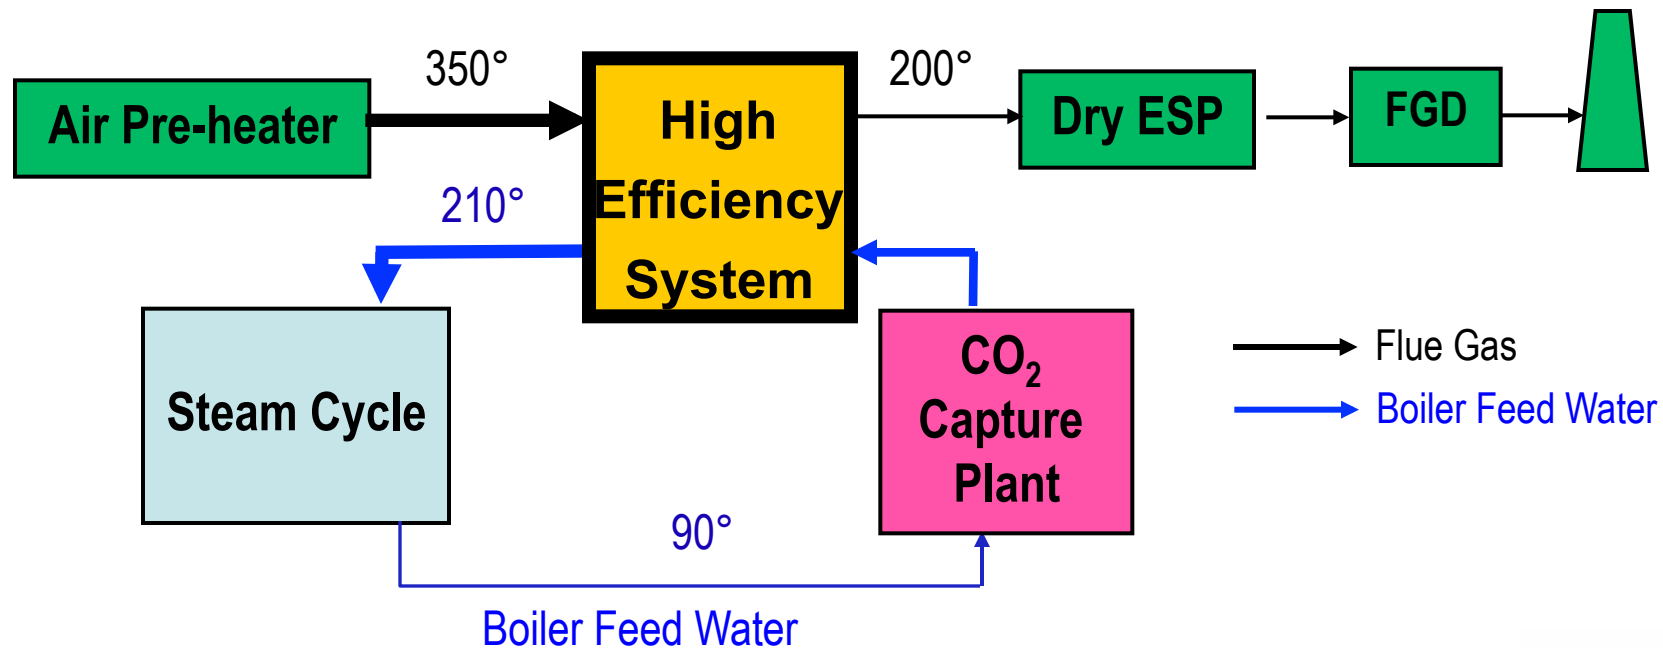 350°
200°
Air Pre-heater
High
Efficiency
System
Dry ESP
FGD
210°
Steam Cycle
CO₂
Capture
Plant
Flue Gas
Boiler Feed Water
90°
Boiler Feed Water